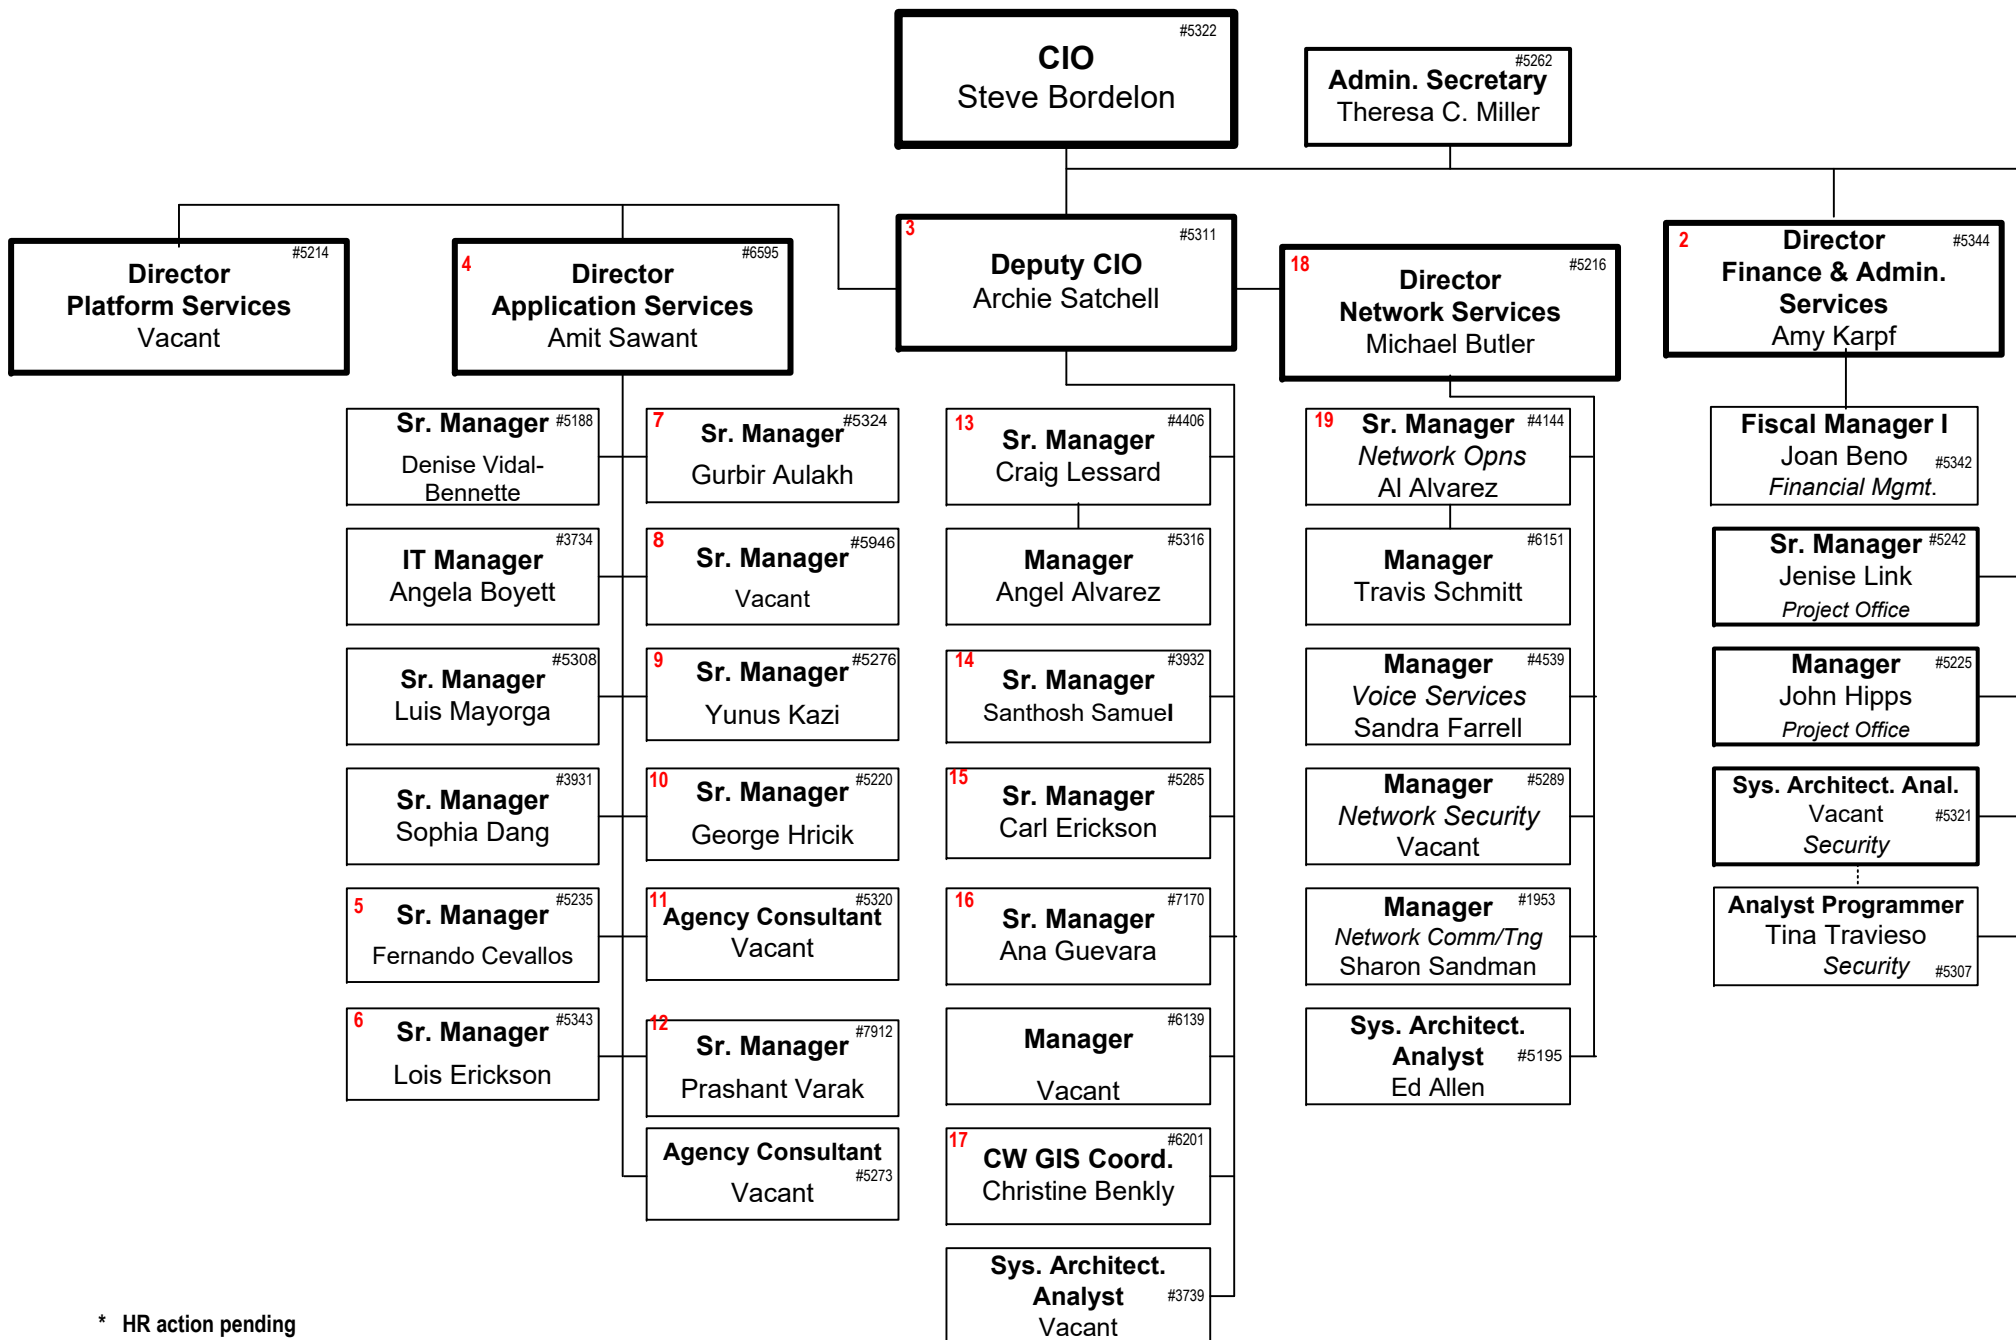 #5322
CIO
Steve Bordelon
#5262
Admin. Secretary
Theresa C. Miller
#5214
Director
Platform Services
Vacant
4
#6595
Director
Application Services
Amit Sawant
3
#5311
Deputy CIO
Archie Satchell
18
#5216
Director
Network Services
Michael Butler
2
Director #5344
Finance & Admin.
Services
Amy Karpf
Sr. Manager #5188
Denise Vidal-
Bennette
#3734
IT Manager
Angela Boyett
#5308
Sr. Manager
Luis Mayorga
#3931
Sr. Manager
Sophia Dang
5
#5235
Sr. Manager
Fernando Cevallos
6
#5343
Sr. Manager
Lois Erickson
7
#5324
Sr. Manager
Gurbir Aulakh
8
#5946
Sr. Manager
Vacant
9
#5276
Sr. Manager
Yunus Kazi
10
#5220
Sr. Manager
George Hricik
11
#5320
Agency Consultant
Vacant
12
#7912
Sr. Manager
Prashant Varak
Agency Consultant
#5273
Vacant
13
#4406
Sr. Manager
Craig Lessard
#5316
Manager
Angel Alvarez
14
#3932
Sr. Manager
Santhosh Samuel
15
#5285
Sr. Manager
Carl Erickson
16
#7170
Sr. Manager
Ana Guevara
#6139
Manager
Vacant
17
#6201
CW GIS Coord.
Christine Benkly
Sys. Architect.
Analyst #3739
Vacant
19 Sr. Manager #4144
Network Opns
Al Alvarez
#6151
Manager
Travis Schmitt
Manager #4539
Voice Services
Sandra Farrell
Manager #5289
Network Security
Vacant
Manager #1953
Network Comm/Tng
Sharon Sandman
Sys. Architect.
Analyst #5195
Ed Allen
Fiscal Manager I
Joan Beno #5342
Financial Mgmt.
Sr. Manager #5242
Jenise Link
Project Office
Manager #5225
John Hipps
Project Office
Sys. Architect. Anal.
Vacant #5321
Security
Analyst Programmer
Tina Travieso
Security #5307
* HR action pending